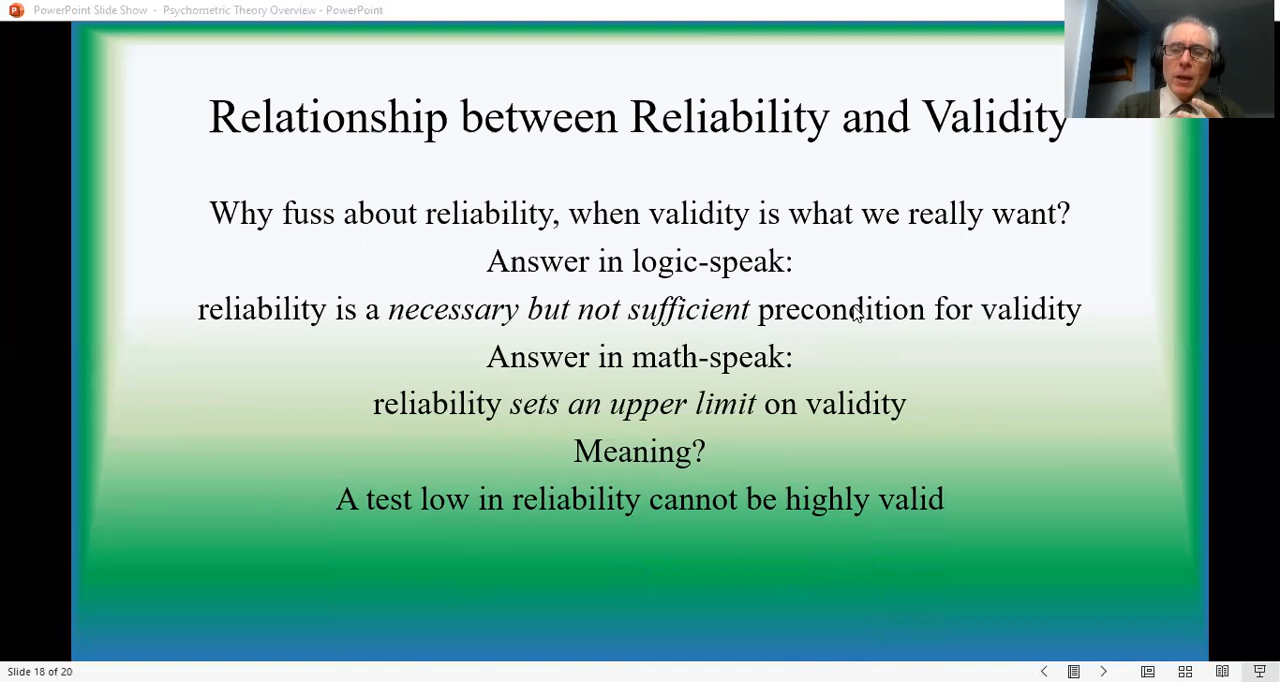 PowerPoint Slide Show - Psychometric Theory Overview - PowerPoint
Relationship between Reliability and Validity
Why fuss about reliability, when validity is what we really want?
Answer in logic-speak:
reliability is a necessary but not sufficient precondition for validity
Answer in math-speak:
reliability sets an upper limit on validity
Meaning?
A test low in reliability cannot be highly valid
Slide 18 of 20